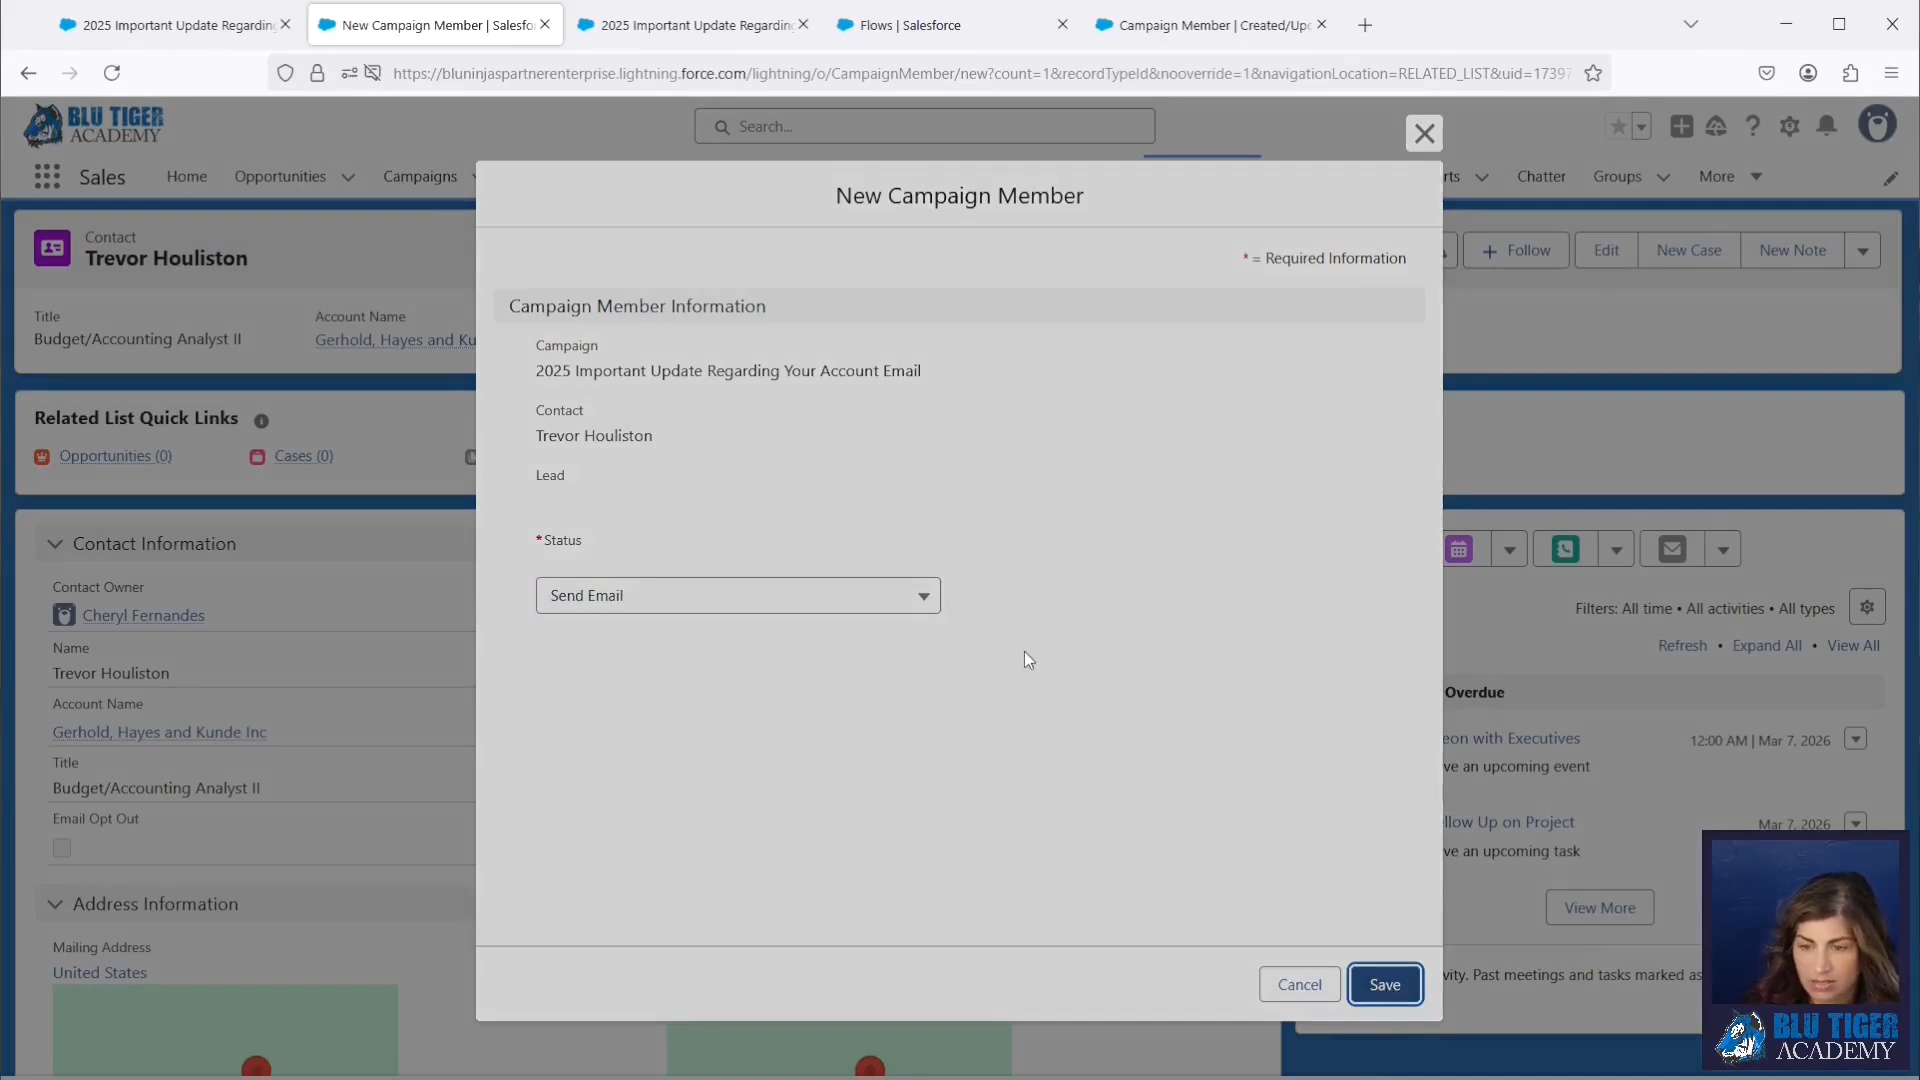 2025 Important Update Regarding
New Campaign Member | Salesfo
2025 Important Update Regarding
Flows | Salesforce
Campaign Member | Created/Upd
https://bluninjaspartnerenterprise.lightning.force.com/lightning/o/CampaignMember/new?count=1&recordTypeId&nooverride=1&navigationLocation=RELATED_LIST&uid=17397
BLU TIGER
ACADEMY
Search...
Sales
Home
Opportunities
Campaigns
rts
Chatter
Groups
More
New Campaign Member
Contact
Trevor Houliston
Follow
Edit
New Case
New Note
* = Required Information
Campaign Member Information
Title
Budget/Accounting Analyst II
Account Name
Gerhold, Hayes and Ku
Campaign
2025 Important Update Regarding Your Account Email
Contact
Trevor Houliston
Lead
Related List Quick Links
Opportunities (0)
Cases (0)
*Status
Send Email
Contact Information
Contact Owner
Cheryl Fernandes
Name
Trevor Houliston
Account Name
Gerhold, Hayes and Kunde Inc
Title
Budget/Accounting Analyst II
Email Opt Out
Address Information
Mailing Address
United States
Filters: All time • All activities • All types
Refresh • Expand All • View All
Overdue
eon with Executives
12:00 AM | Mar 7, 2026
ve an upcoming event
llow Up on Project
Mar 7, 2026
ve an upcoming task
View More
vity. Past meetings and tasks marked as
Cancel
Save
BLU TIGER
ACADEMY